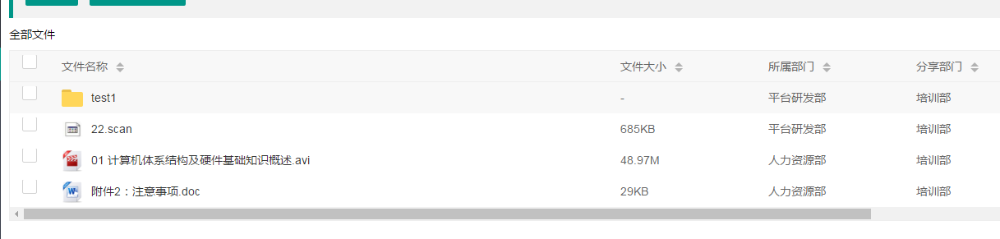 全部文件
文件名称 文件大小 所属部门 分享部门
test1 - 平台研发部 培训部
22.scan 685KB 平台研发部 培训部
01 计算机体系结构及硬件基础知识概述.avi 48.97M 人力资源部 培训部
附件2：注意事项.doc 29KB 人力资源部 培训部